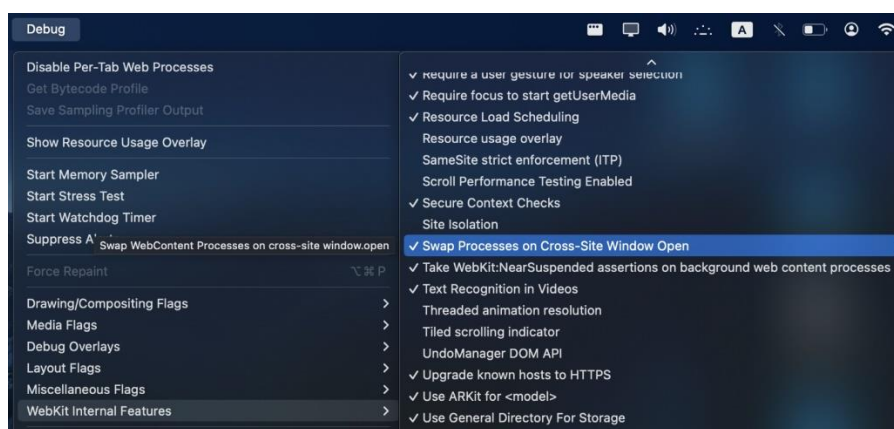 Debug
A
Disable Per-Tab Web Processes
Get Bytecode Profile
Save Sampling Profiler Output
Show Resource Usage Overlay
Start Memory Sampler
Start Stress Test
Start Watchdog Timer
Suppress A
Swap WebContent Processes on cross-site window.open
Force Repaint ⌥⌘P
Drawing/Compositing Flags
Media Flags
Debug Overlays
Layout Flags
Miscellaneous Flags
WebKit Internal Features
✓ Require a user gesture for speaker selection
✓ Require focus to start getUserMedia
✓ Resource Load Scheduling
Resource usage overlay
SameSite strict enforcement (ITP)
Scroll Performance Testing Enabled
✓ Secure Context Checks
Site Isolation
✓ Swap Processes on Cross-Site Window Open
✓ Take WebKit:NearSuspended assertions on background web content processes
✓ Text Recognition in Videos
Threaded animation resolution
Tiled scrolling indicator
UndoManager DOM API
✓ Upgrade known hosts to HTTPS
✓ Use ARKit for <model>
✓ Use General Directory For Storage